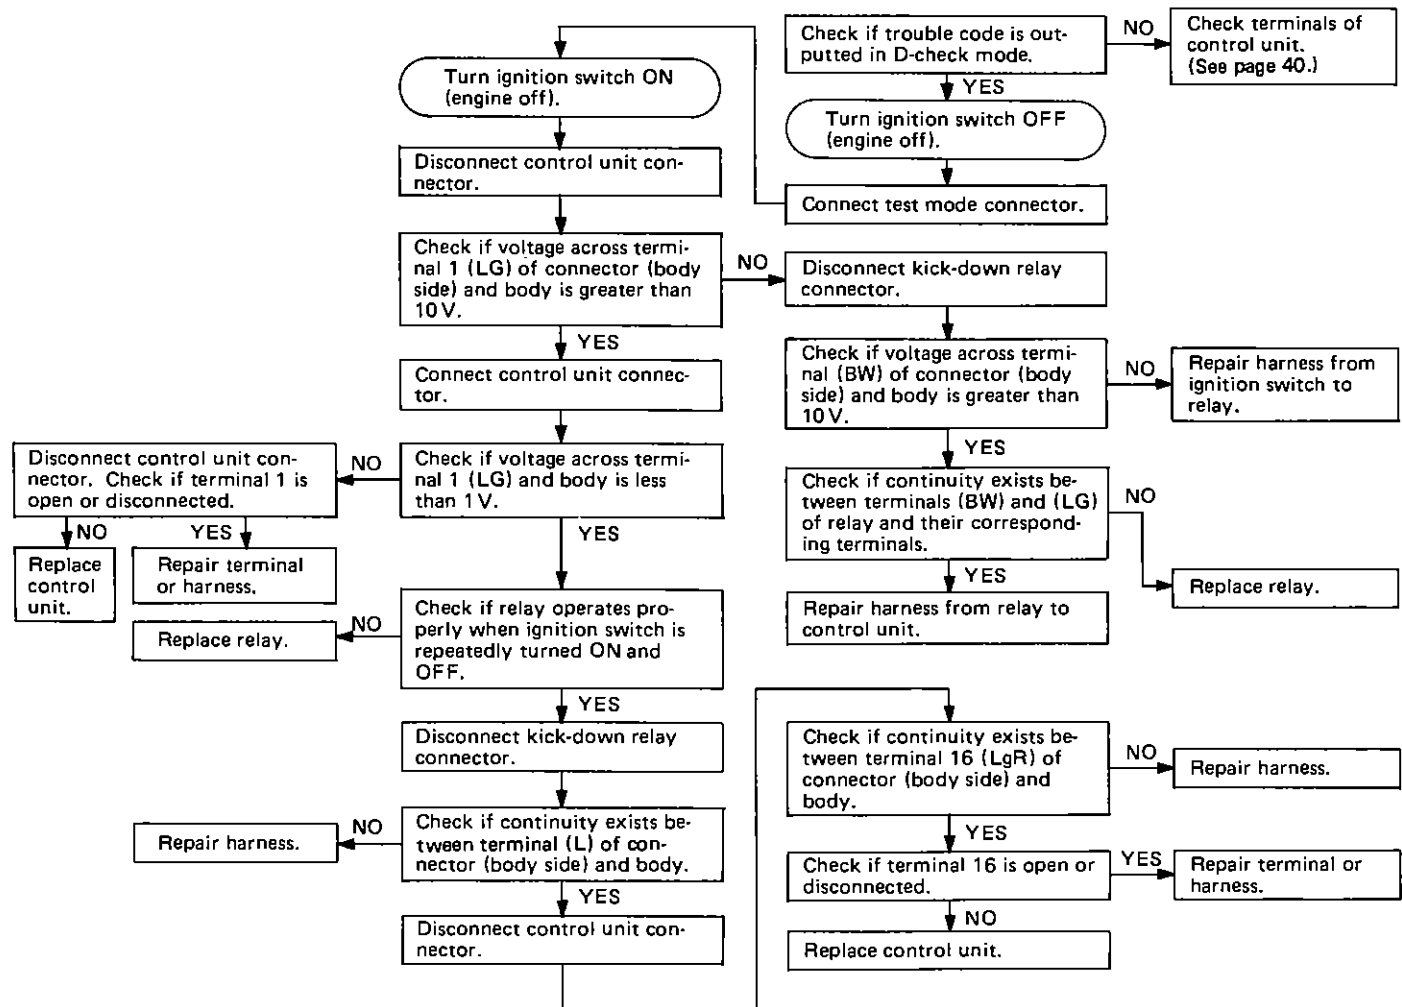 Check if trouble code is out-
putted in D-check mode.
NO
Check terminals of
control unit.
(See page 40.)
YES
Turn ignition switch OFF
(engine off).
Connect test mode connector.
Turn ignition switch ON
(engine off).
Disconnect control unit con-
nector.
Check if voltage across termi-
nal 1 (LG) of connector (body
side) and body is greater than
10V.
NO
Disconnect kick-down relay
connector.
Check if voltage across termi-
nal (BW) of connector (body
side) and body is greater than
10V.
NO
Repair harness from
ignition switch to
relay.
YES
Check if continuity exists be-
tween terminals (BW) and (LG)
of relay and their correspond-
ing terminals.
NO
Replace relay.
YES
Repair harness from relay to
control unit.
YES
Connect control unit connec-
tor.
Check if voltage across termi-
nal 1 (LG) and body is less
than 1V.
NO
Disconnect control unit con-
nector. Check if terminal 1 is
open or disconnected.
NO
YES
Replace
control
unit.
Repair terminal
or harness.
YES
Check if relay operates pro-
perly when ignition switch is
repeatedly turned ON and
OFF.
NO
Replace relay.
YES
Disconnect kick-down relay
connector.
Check if continuity exists be-
tween terminal (L) of con-
nector (body side) and body.
NO
Repair harness.
YES
Disconnect control unit con-
nector.
Check if continuity exists be-
tween terminal 16 (LgR) of
connector (body side) and
body.
NO
Repair harness.
YES
Check if terminal 16 is open or
disconnected.
YES
Repair terminal or
harness.
NO
Replace control unit.